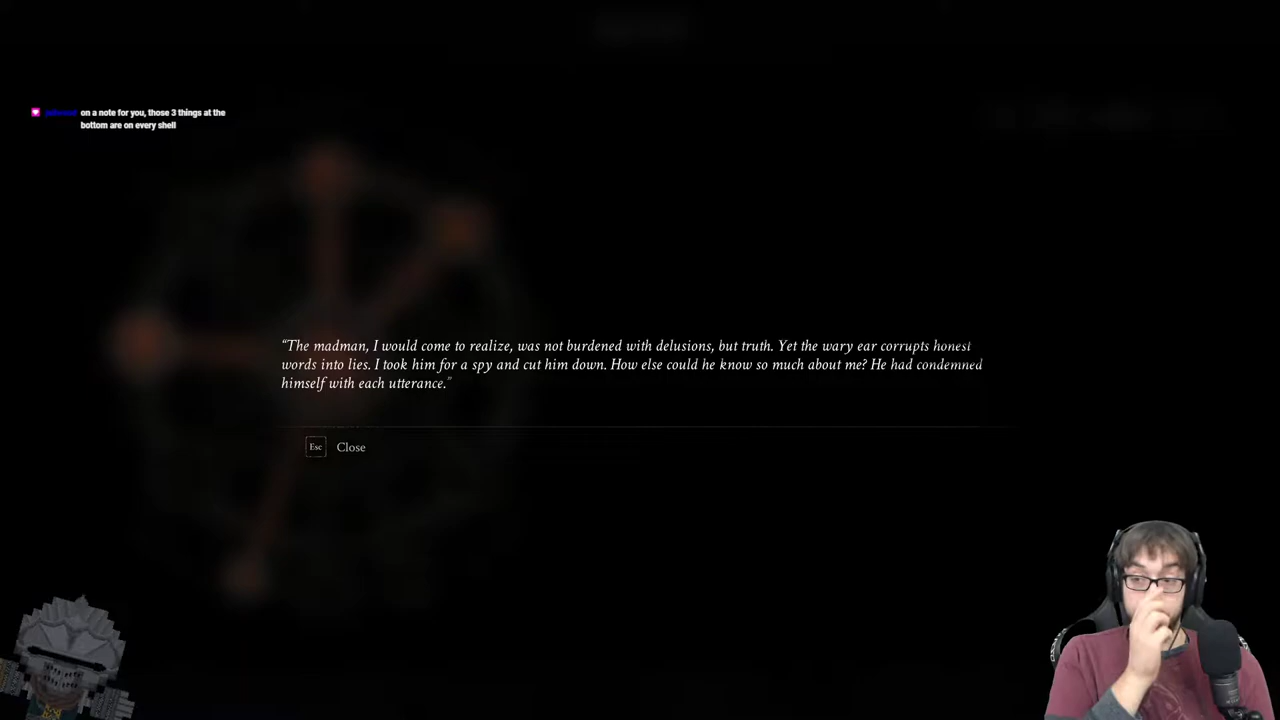 on a note for you, those 3 things at the
bottom are on every shell
“The madman, I would come to realize, was not burdened with delusions, but truth. Yet the wary ear corrupts honest
words into lies. I took him for a spy and cut him down. How else could he know so much about me? He had condemned
himself with each utterance.”
Esc Close